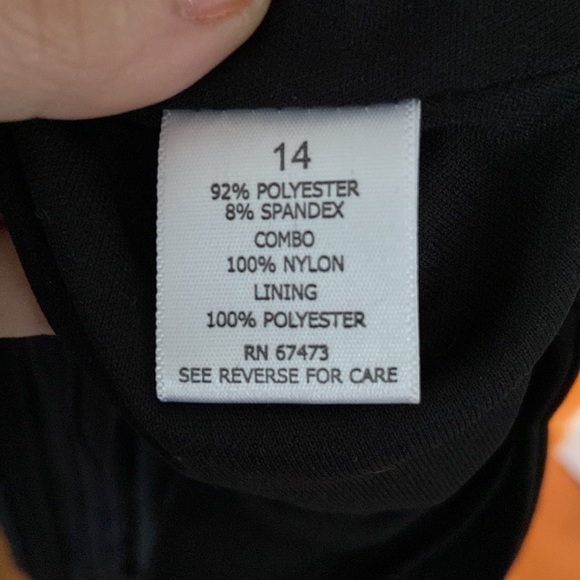 14
92% POLYESTER
8% SPANDEX
COMBO
100% NYLON
LINING
100% POLYESTER
RN 67473
SEE REVERSE FOR CARE